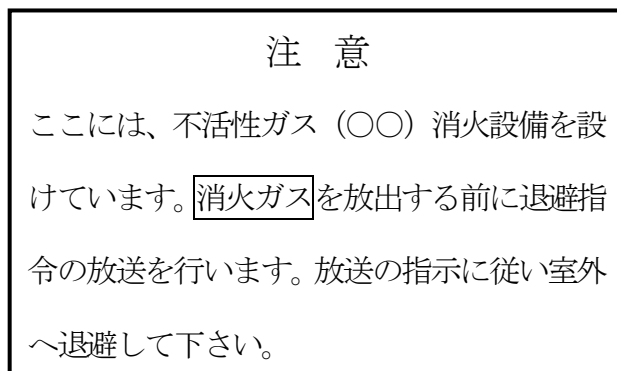 注　意
ここには、不活性ガス（○○）消火設備を設
けています。消火ガスを放出する前に退避指
令の放送を行います。放送の指示に従い室外
へ退避して下さい。